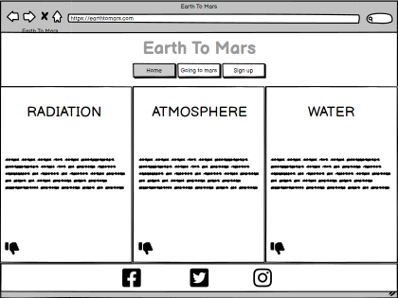 Earth To Mars
https://earthtomars.com
Earth To Mars
Earth To Mars
Home Going to mars Sign up
RADIATION ATMOSPHERE WATER